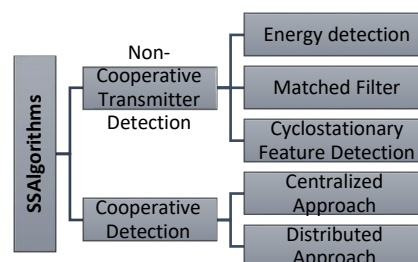 SSAlgorithms
Non-
Cooperative
Transmitter
Detection
Energy detection
Matched Filter
Cyclostationary
Feature Detection
Cooperative
Detection
Centralized
Approach
Distributed
Approach